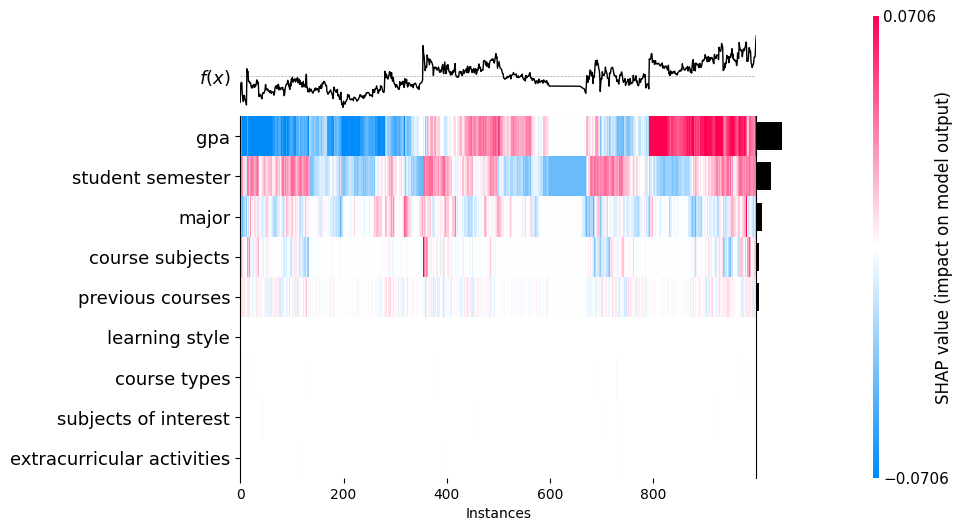 0.0706
f(x)
gpa
student semester
major
course subjects
previous courses
learning style
course types
subjects of interest
extracurricular activities
0 200 400 600 800
Instances
SHAP value (impact on model output)
−0.0706